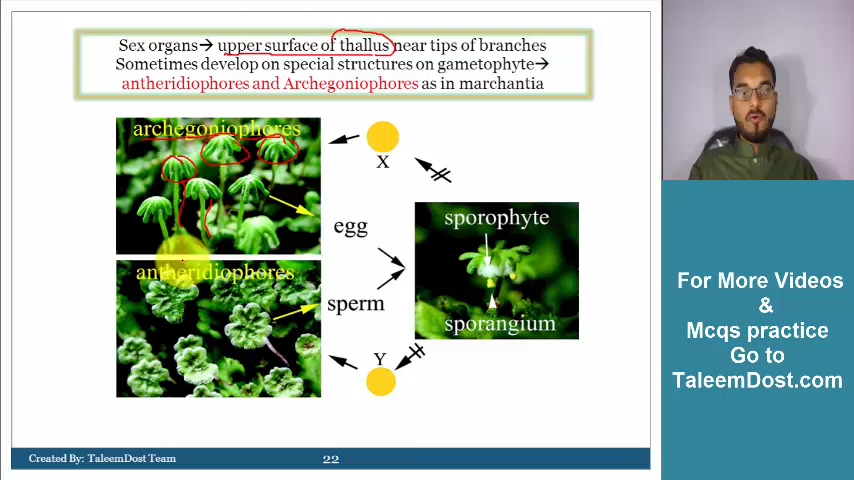 Sex organs→ upper surface of thallus near tips of branches
Sometimes develop on special structures on gametophyte→
antheridiophores and Archegoniophores as in marchantia
archegoniophores
X
egg
sporophyte
antheridiophores
sperm
sporangium
Y
For More Videos
&
Mcqs practice
Go to
TaleemDost.com
Created By: TaleemDost Team
22